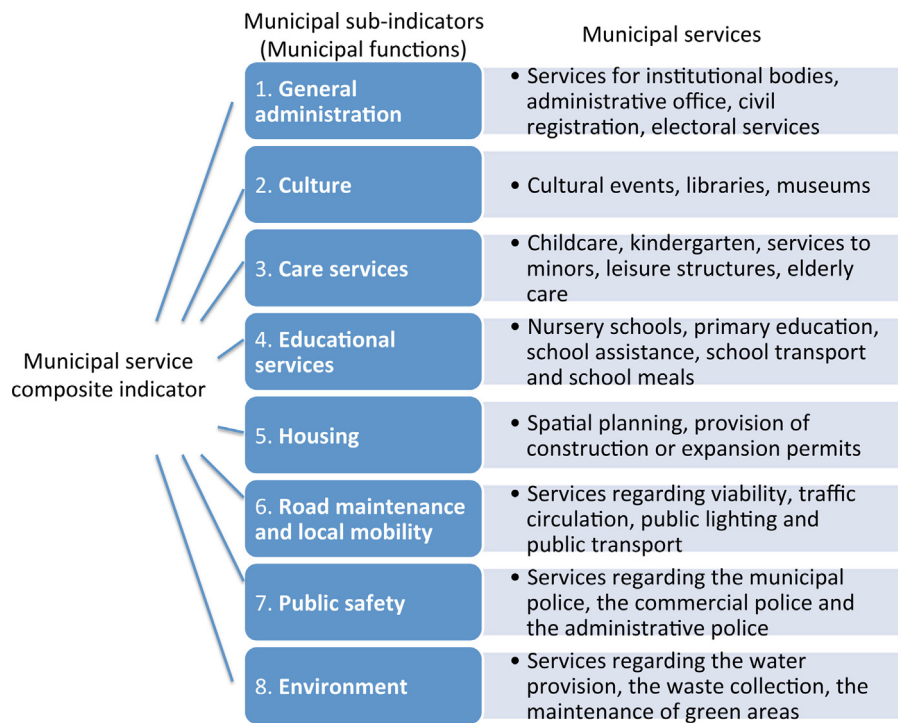 Municipal sub-indicators
(Municipal functions)
Municipal services
1. General
administration
• Services for institutional bodies,
administrative office, civil
registration, electoral services
2. Culture
• Cultural events, libraries, museums
3. Care services
• Childcare, kindergarten, services to
minors, leisure structures, elderly
care
Municipal service
composite indicator
4. Educational
services
• Nursery schools, primary education,
school assistance, school transport
and school meals
5. Housing
• Spatial planning, provision of
construction or expansion permits
6. Road maintenance
and local mobility
• Services regarding viability, traffic
circulation, public lighting and
public transport
7. Public safety
• Services regarding the municipal
police, the commercial police and
the administrative police
8. Environment
• Services regarding the water
provision, the waste collection, the
maintenance of green areas